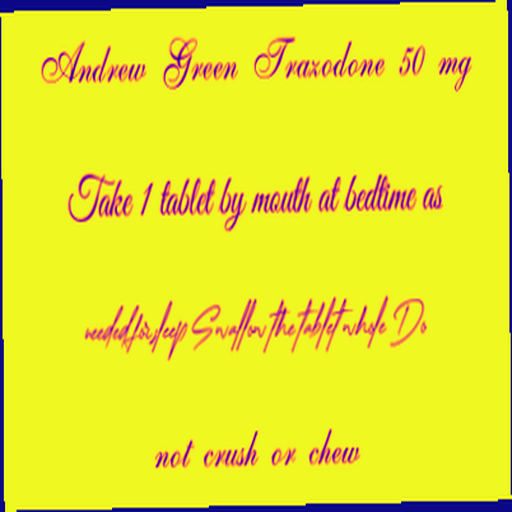 Andrew Green Trazodone 50 mg
Take 1 tablet by mouth at bedtime as
needed for sleep Swallow the tablet whole Do
not crush or chew